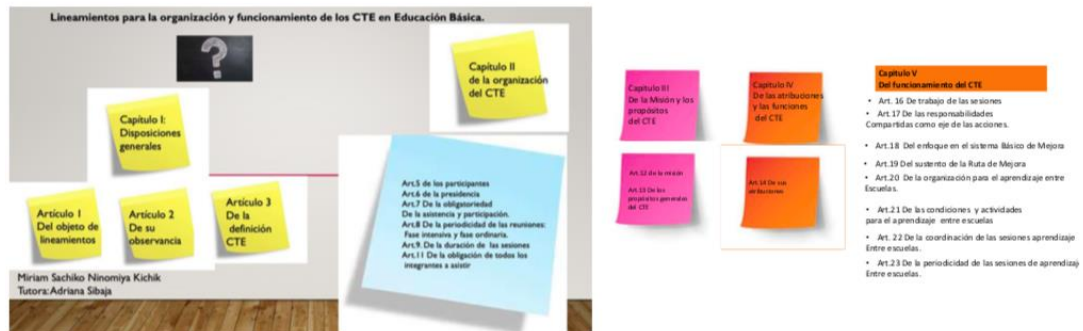 Lineamientos para la organización y funcionamiento de los CTE en Educación Básica.
?
Capítulo II
de la organización
del CTE
Capítulo I:
Disposiciones
generales
Artículo 1
Del objeto de
lineamientos
Artículo 2
De su
observancia
Artículo 3
De la
definición
CTE
Art.5 de los participantes
Art.6 de la presidencia
Art.7 De la obligatoriedad
De la asistencia y participación.
Art.8 De la periodicidad de las reuniones:
Fase intensiva y fase ordinaria.
Art.9. De la duración de las sesiones
Art.11 De la obligación de todos los
integrantes a asistir
Miriam Sachiko Ninomiya Kichik
Tutora: Adriana Sibaja
Capítulo III
De la Misión y los
propósitos
del CTE
Capítulo IV
De las atribuciones
y las funciones
del CTE
Art.12 de la misión
Art.13 De los
propósitos generales
del CTE
Art.14 De sus
atribuciones
Capítulo V
Del funcionamiento del CTE
• Art. 16 De trabajo de las sesiones
• Art.17 De las responsabilidades
Compartidas como eje de las acciones.
• Art.18 Del enfoque en el sistema Básico de Mejora
• Art.19 Del sustento de la Ruta de Mejora
• Art.20 De la organización para el aprendizaje entre
Escuelas.
• Art.21 De las condiciones y actividades
para el aprendizaje entre escuelas
• Art. 22 De la coordinación de las sesiones aprendizaje
Entre escuelas.
• Art.23 De la periodicidad de las sesiones de aprendizaj
Entre escuelas.